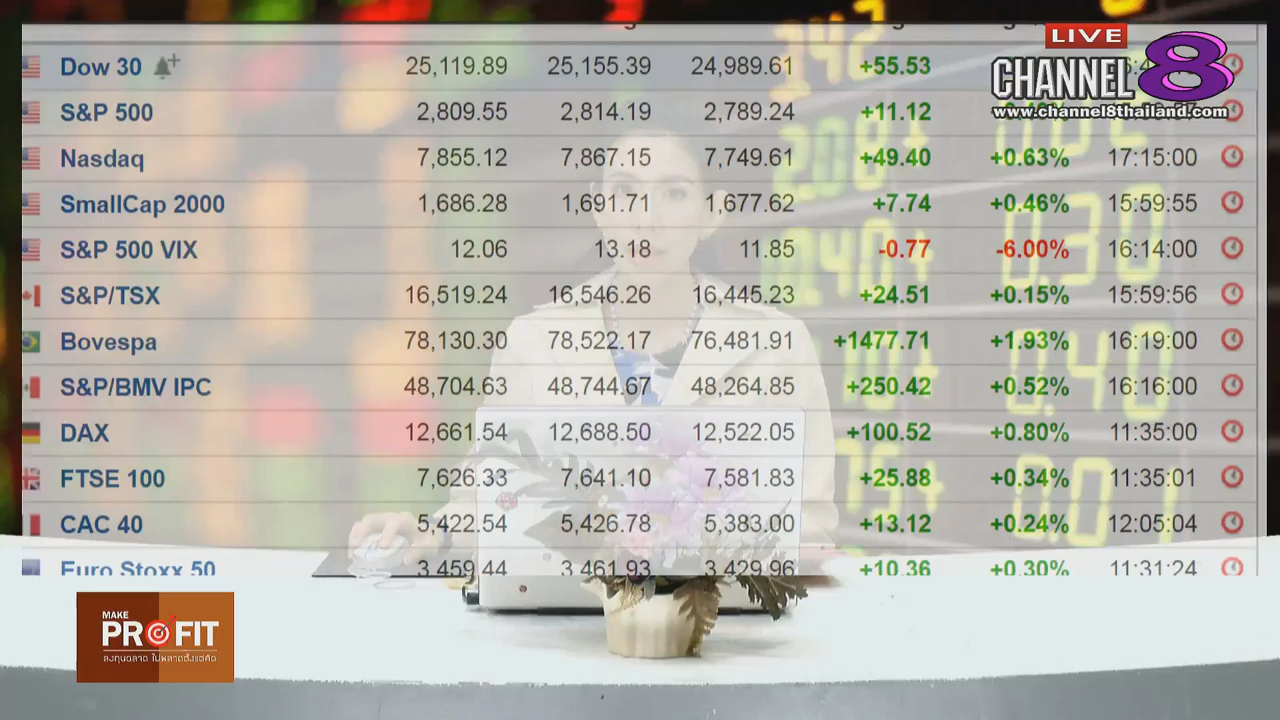 LIVE
CHANNEL 8
www.channel8thailand.com
Dow 30 25,119.89 25,155.39 24,989.61 +55.53
S&P 500 2,809.55 2,814.19 2,789.24 +11.12
Nasdaq 7,855.12 7,867.15 7,749.61 +49.40 +0.63% 17:15:00
SmallCap 2000 1,686.28 1,691.71 1,677.62 +7.74 +0.46% 15:59:55
S&P 500 VIX 12.06 13.18 11.85 -0.77 -6.00% 16:14:00
S&P/TSX 16,519.24 16,546.26 16,445.23 +24.51 +0.15% 15:59:56
Bovespa 78,130.30 78,522.17 76,481.91 +1477.71 +1.93% 16:19:00
S&P/BMV IPC 48,704.63 48,744.67 48,264.85 +250.42 +0.52% 16:16:00
DAX 12,661.54 12,688.50 12,522.05 +100.52 +0.80% 11:35:00
FTSE 100 7,626.33 7,641.10 7,581.83 +25.88 +0.34% 11:35:01
CAC 40 5,422.54 5,426.78 5,383.00 +13.12 +0.24% 12:05:04
Euro Stoxx 50 3,459.44 3,461.93 3,429.96 +10.36 +0.30% 11:31:24
MAKE
PROFIT
ลงทุนฉลาด ไม่พลาดตั้งแต่คิด